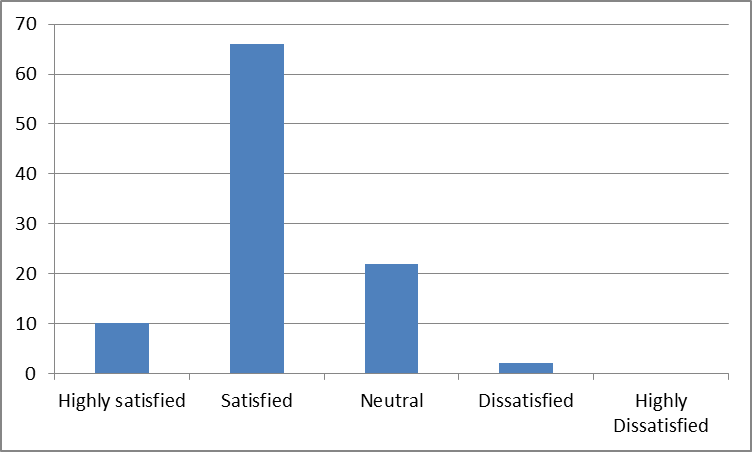 70
60
50
40
30
20
10
0
Highly satisfied
Satisfied
Neutral
Dissatisfied
Highly
Dissatisfied